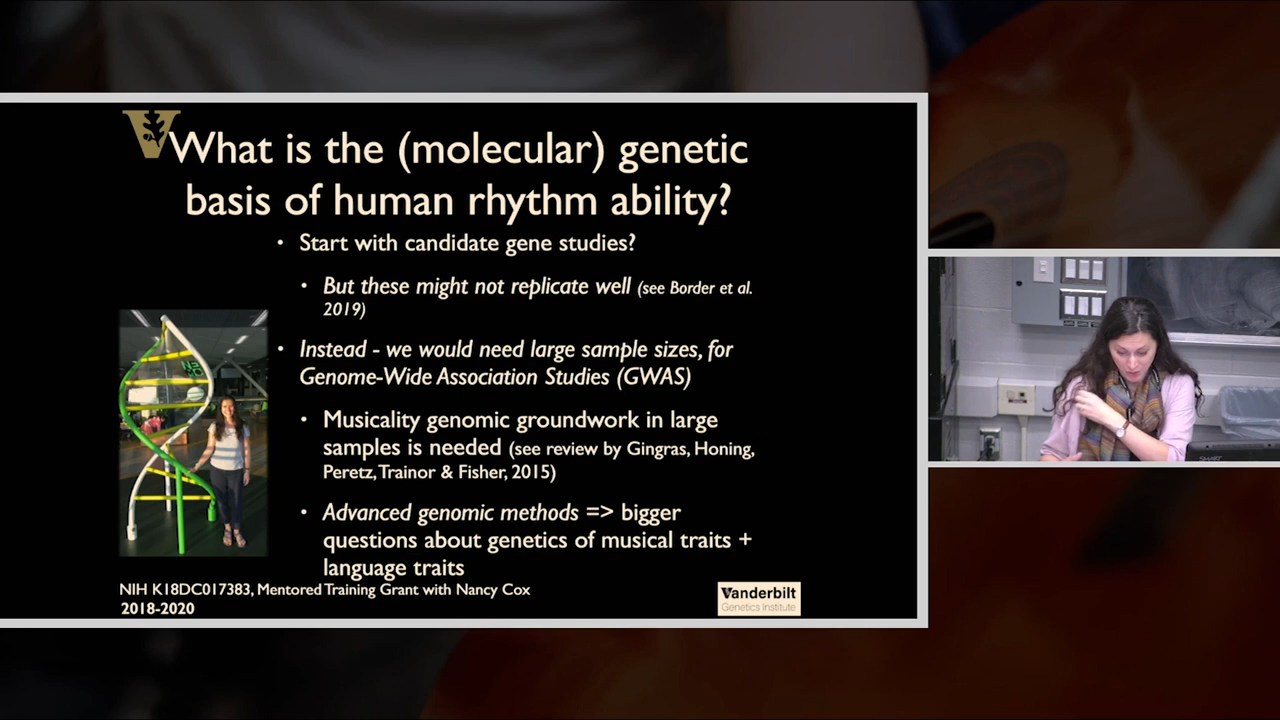 What is the (molecular) genetic
basis of human rhythm ability?
• Start with candidate gene studies?
• But these might not replicate well (see Border et al.
2019)
• Instead - we would need large sample sizes, for
Genome-Wide Association Studies (GWAS)
• Musicality genomic groundwork in large
samples is needed (see review by Gingras, Honing,
Peretz, Trainor & Fisher, 2015)
• Advanced genomic methods => bigger
questions about genetics of musical traits +
language traits
NIH K18DC017383, Mentored Training Grant with Nancy Cox
2018-2020
Vanderbilt
Genetics Institute
SMART